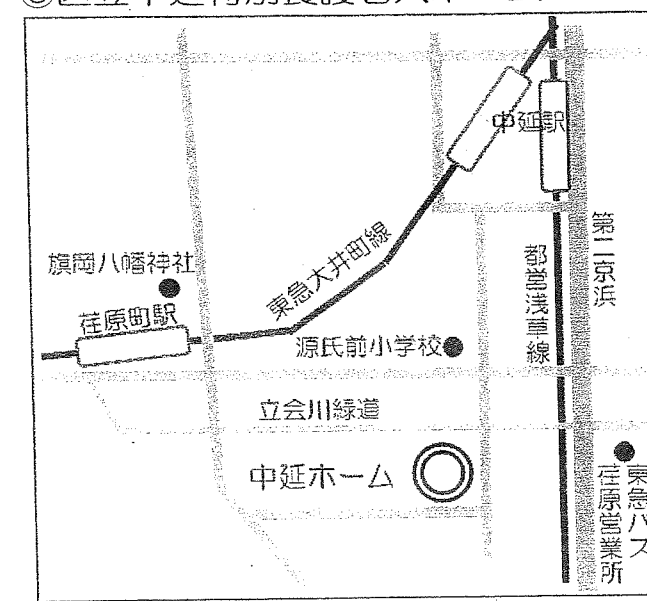 中延駅
第二京浜
都営浅草線
東急大井町線
旗岡八幡神社
荏原町駅
源氏前小学校
立会川緑道
中延ホーム
東急バス
荏原営業所